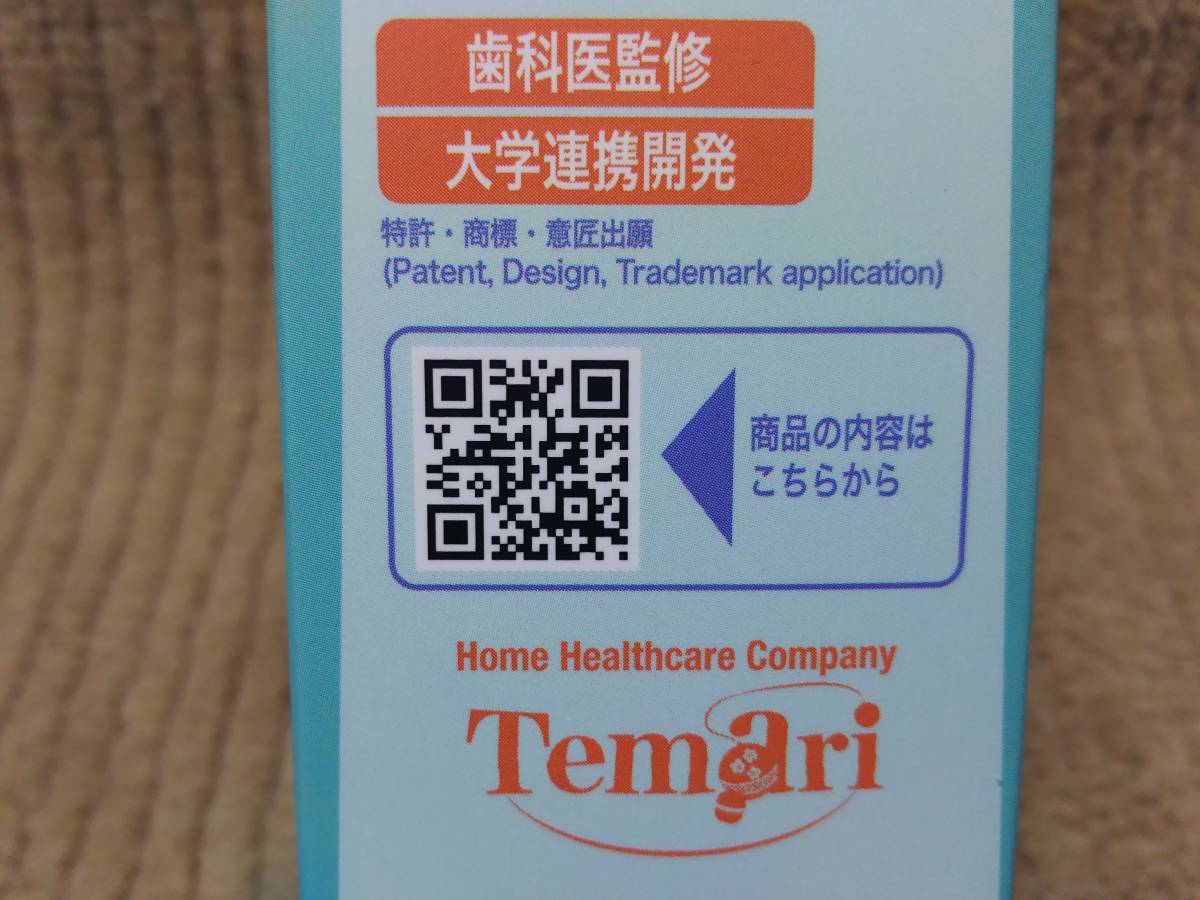 歯科医監修
大学連携開発
特許・商標・意匠出願
(Patent, Design, Trademark application)
商品の内容は
こちらから
Home Healthcare Company
Temari